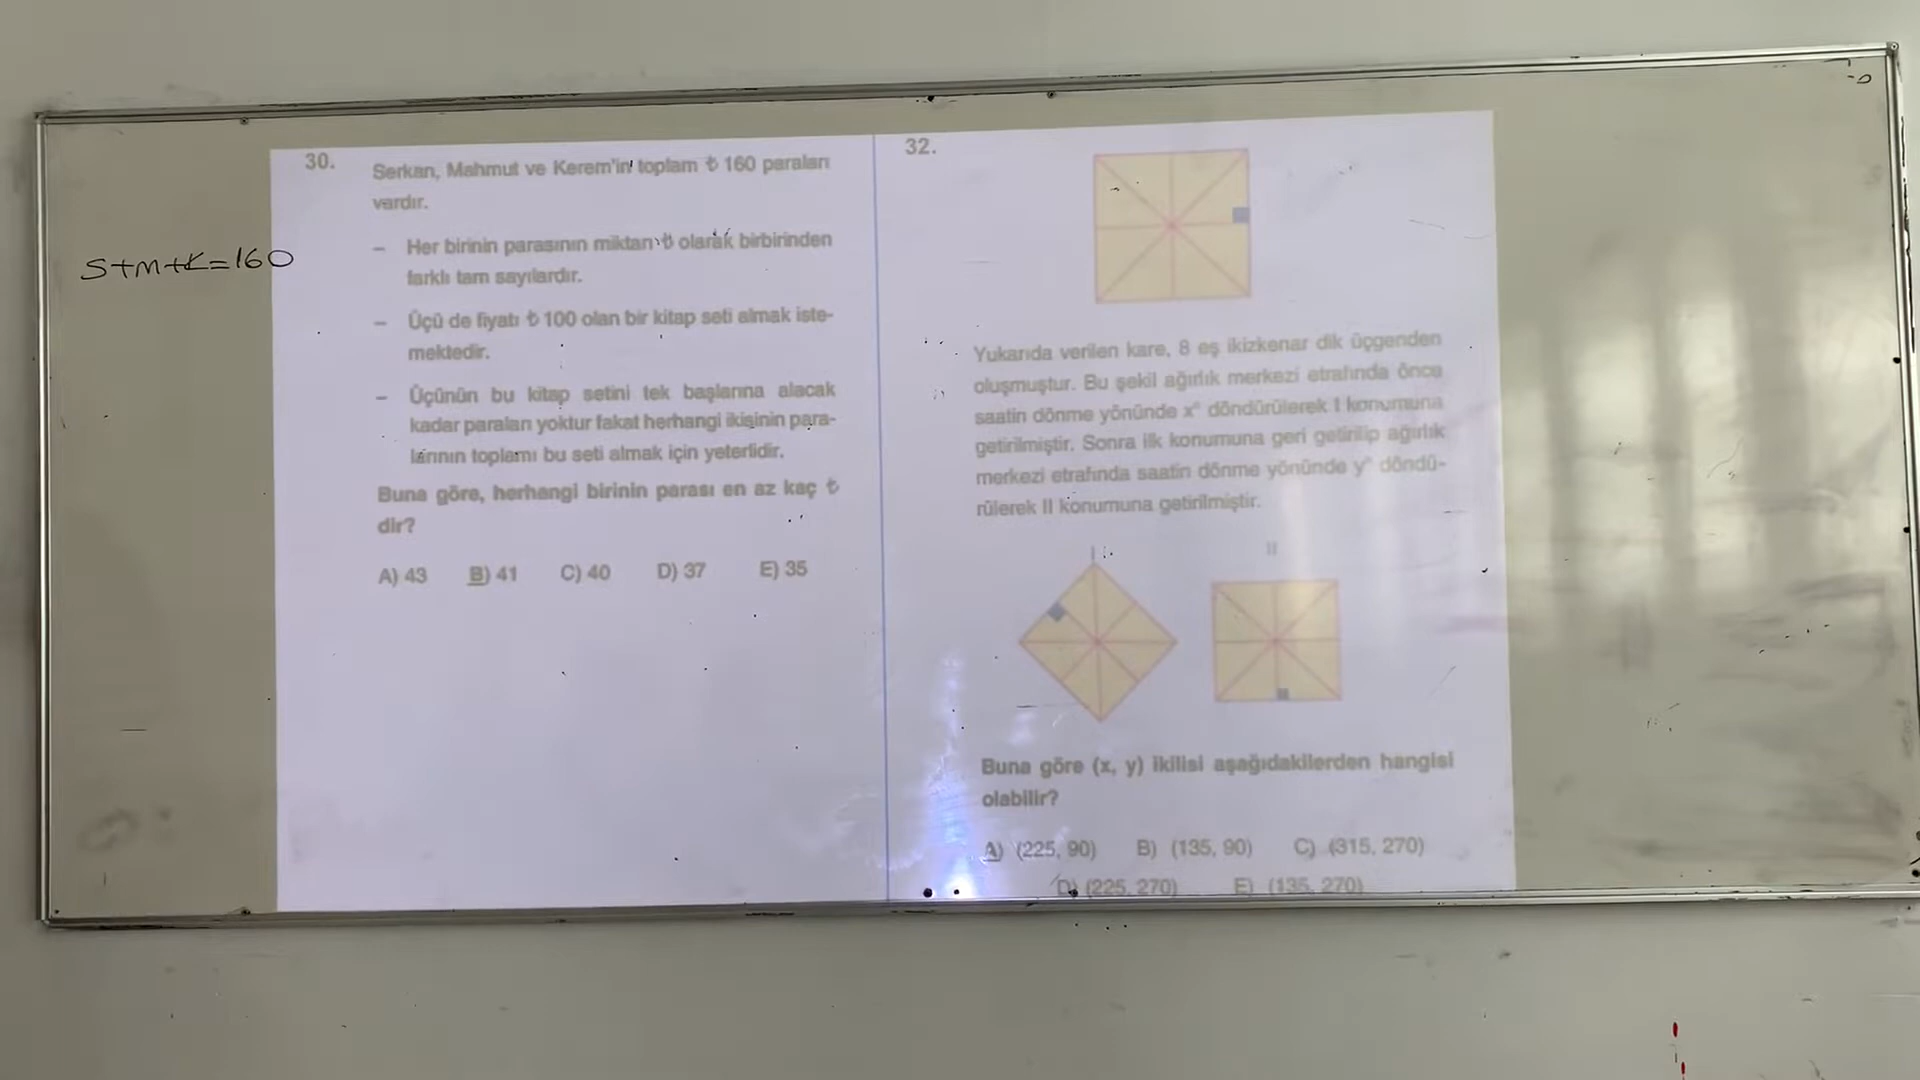 S+M+K=160
30.
Serkan, Mahmut ve Kerem'in toplam ₺ 160 paraları
vardır.
– Her birinin parasının miktarı ₺ olarak birbirinden
farklı tam sayılardır.
– Üçü de fiyatı ₺ 100 olan bir kitap seti almak iste-
mektedir.
– Üçünün bu kitap setini tek başlarına alacak
kadar paraları yoktur fakat herhangi ikisinin para-
larının toplamı bu seti almak için yeterlidir.
Buna göre, herhangi birinin parası en az kaç ₺
dir?
A) 43 B) 41 C) 40 D) 37 E) 35
32.
Yukarıda verilen kare, 8 eş ikizkenar dik üçgenden
oluşmuştur. Bu şekil ağırlık merkezi etrafında önce
saatin dönme yönünde x° döndürülerek I konumuna
getirilmiştir. Sonra ilk konumuna geri getirilip ağırlık
merkezi etrafında saatin dönme yönünde y° döndü-
rülerek II konumuna getirilmiştir.
I
II
Buna göre (x, y) ikilisi aşağıdakilerden hangisi
olabilir?
A) (225, 90) B) (135, 90) C) (315, 270)
D) (225, 270) E) (135, 270)